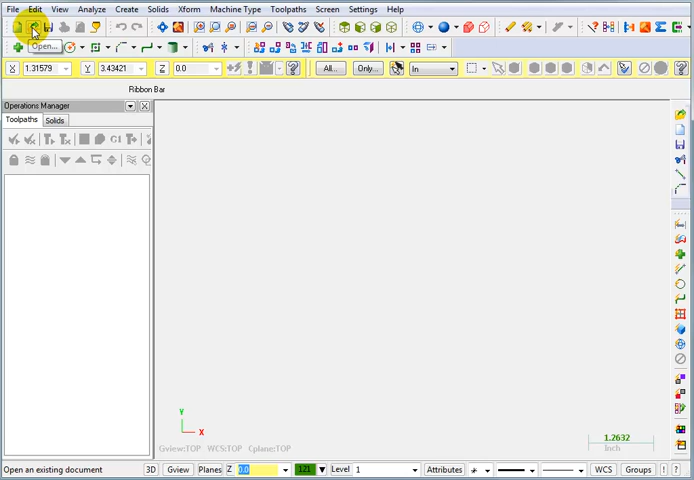 File Edit View Analyze Create Solids Xform Machine Type Toolpaths Screen Settings Help
Open...
X 1.31579 Y 3.43421 Z 0.0 All... Only... In
Ribbon Bar
Operations Manager
Toolpaths Solids
G1
Y
X
1.2632
Inch
Gview:TOP WCS:TOP Cplane:TOP
Open an existing document 3D Gview Planes Z 0.0 121 Level 1 Attributes WCS Groups ! ?